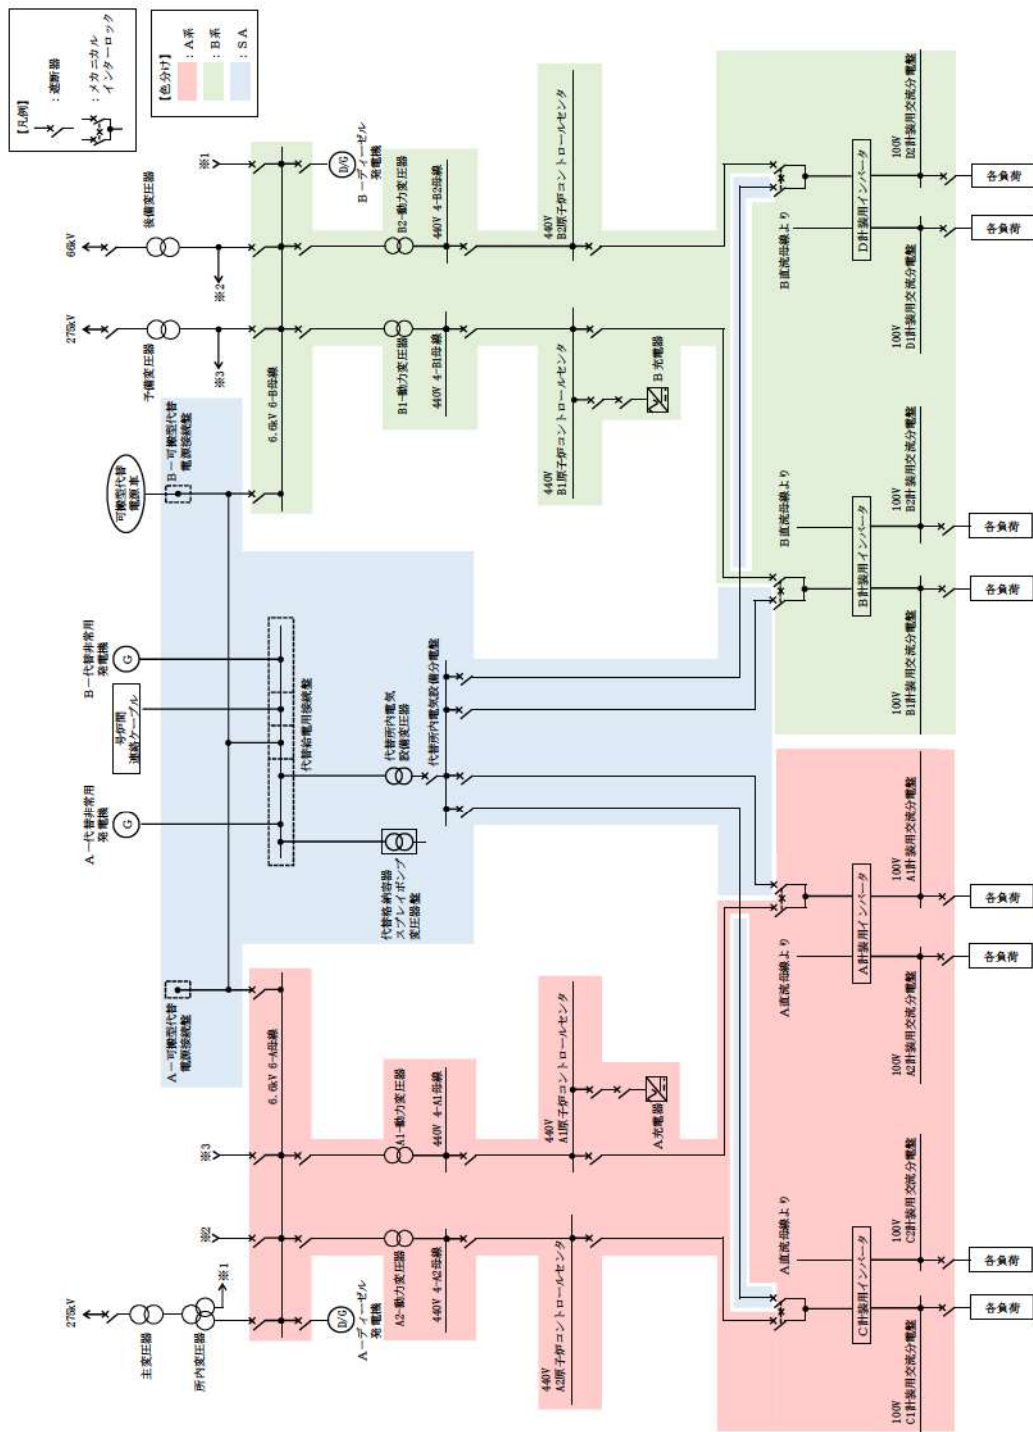 【凡例】
：遮断器
：メカニカル
インターロック
【色分け】
：A系
：B系
：SA
275kV
主変圧器
所内変圧器
※1
※2
※3
6.6kV 6-A母線
D/G
A－ディーゼル
発電機
A2－動力変圧器
440V 4-A2母線
A1－動力変圧器
440V 4-A1母線
440V
A2原子炉コントロールセンタ
440V
A1原子炉コントロールセンタ
A充電器
A－可搬型代替
電源接続盤
A－代替非常用
発電機
G
号炉間
連絡ケーブル
B－代替非常用
発電機
G
可搬型代替
電源車
B－可搬型代替
電源接続盤
代替給電用接続盤
代替格納容器
スプレイポンプ
変圧器盤
代替所内電気
設備変圧器
代替所内電気設備分電盤
275kV
予備変圧器
※3
66kV
後備変圧器
※2
※1
6.6kV 6-B母線
D/G
B－ディーゼル
発電機
B1－動力変圧器
440V 4-B1母線
B2－動力変圧器
440V 4-B2母線
440V
B1原子炉コントロールセンタ
440V
B2原子炉コントロールセンタ
B充電器
A直流母線より
C計装用インバータ
100V
C1計装用交流分電盤
100V
C2計装用交流分電盤
各負荷
各負荷
A直流母線より
A計装用インバータ
100V
A2計装用交流分電盤
100V
A1計装用交流分電盤
各負荷
各負荷
B直流母線より
B計装用インバータ
100V
B1計装用交流分電盤
100V
B2計装用交流分電盤
各負荷
各負荷
B直流母線より
D計装用インバータ
100V
D1計装用交流分電盤
100V
D2計装用交流分電盤
各負荷
各負荷